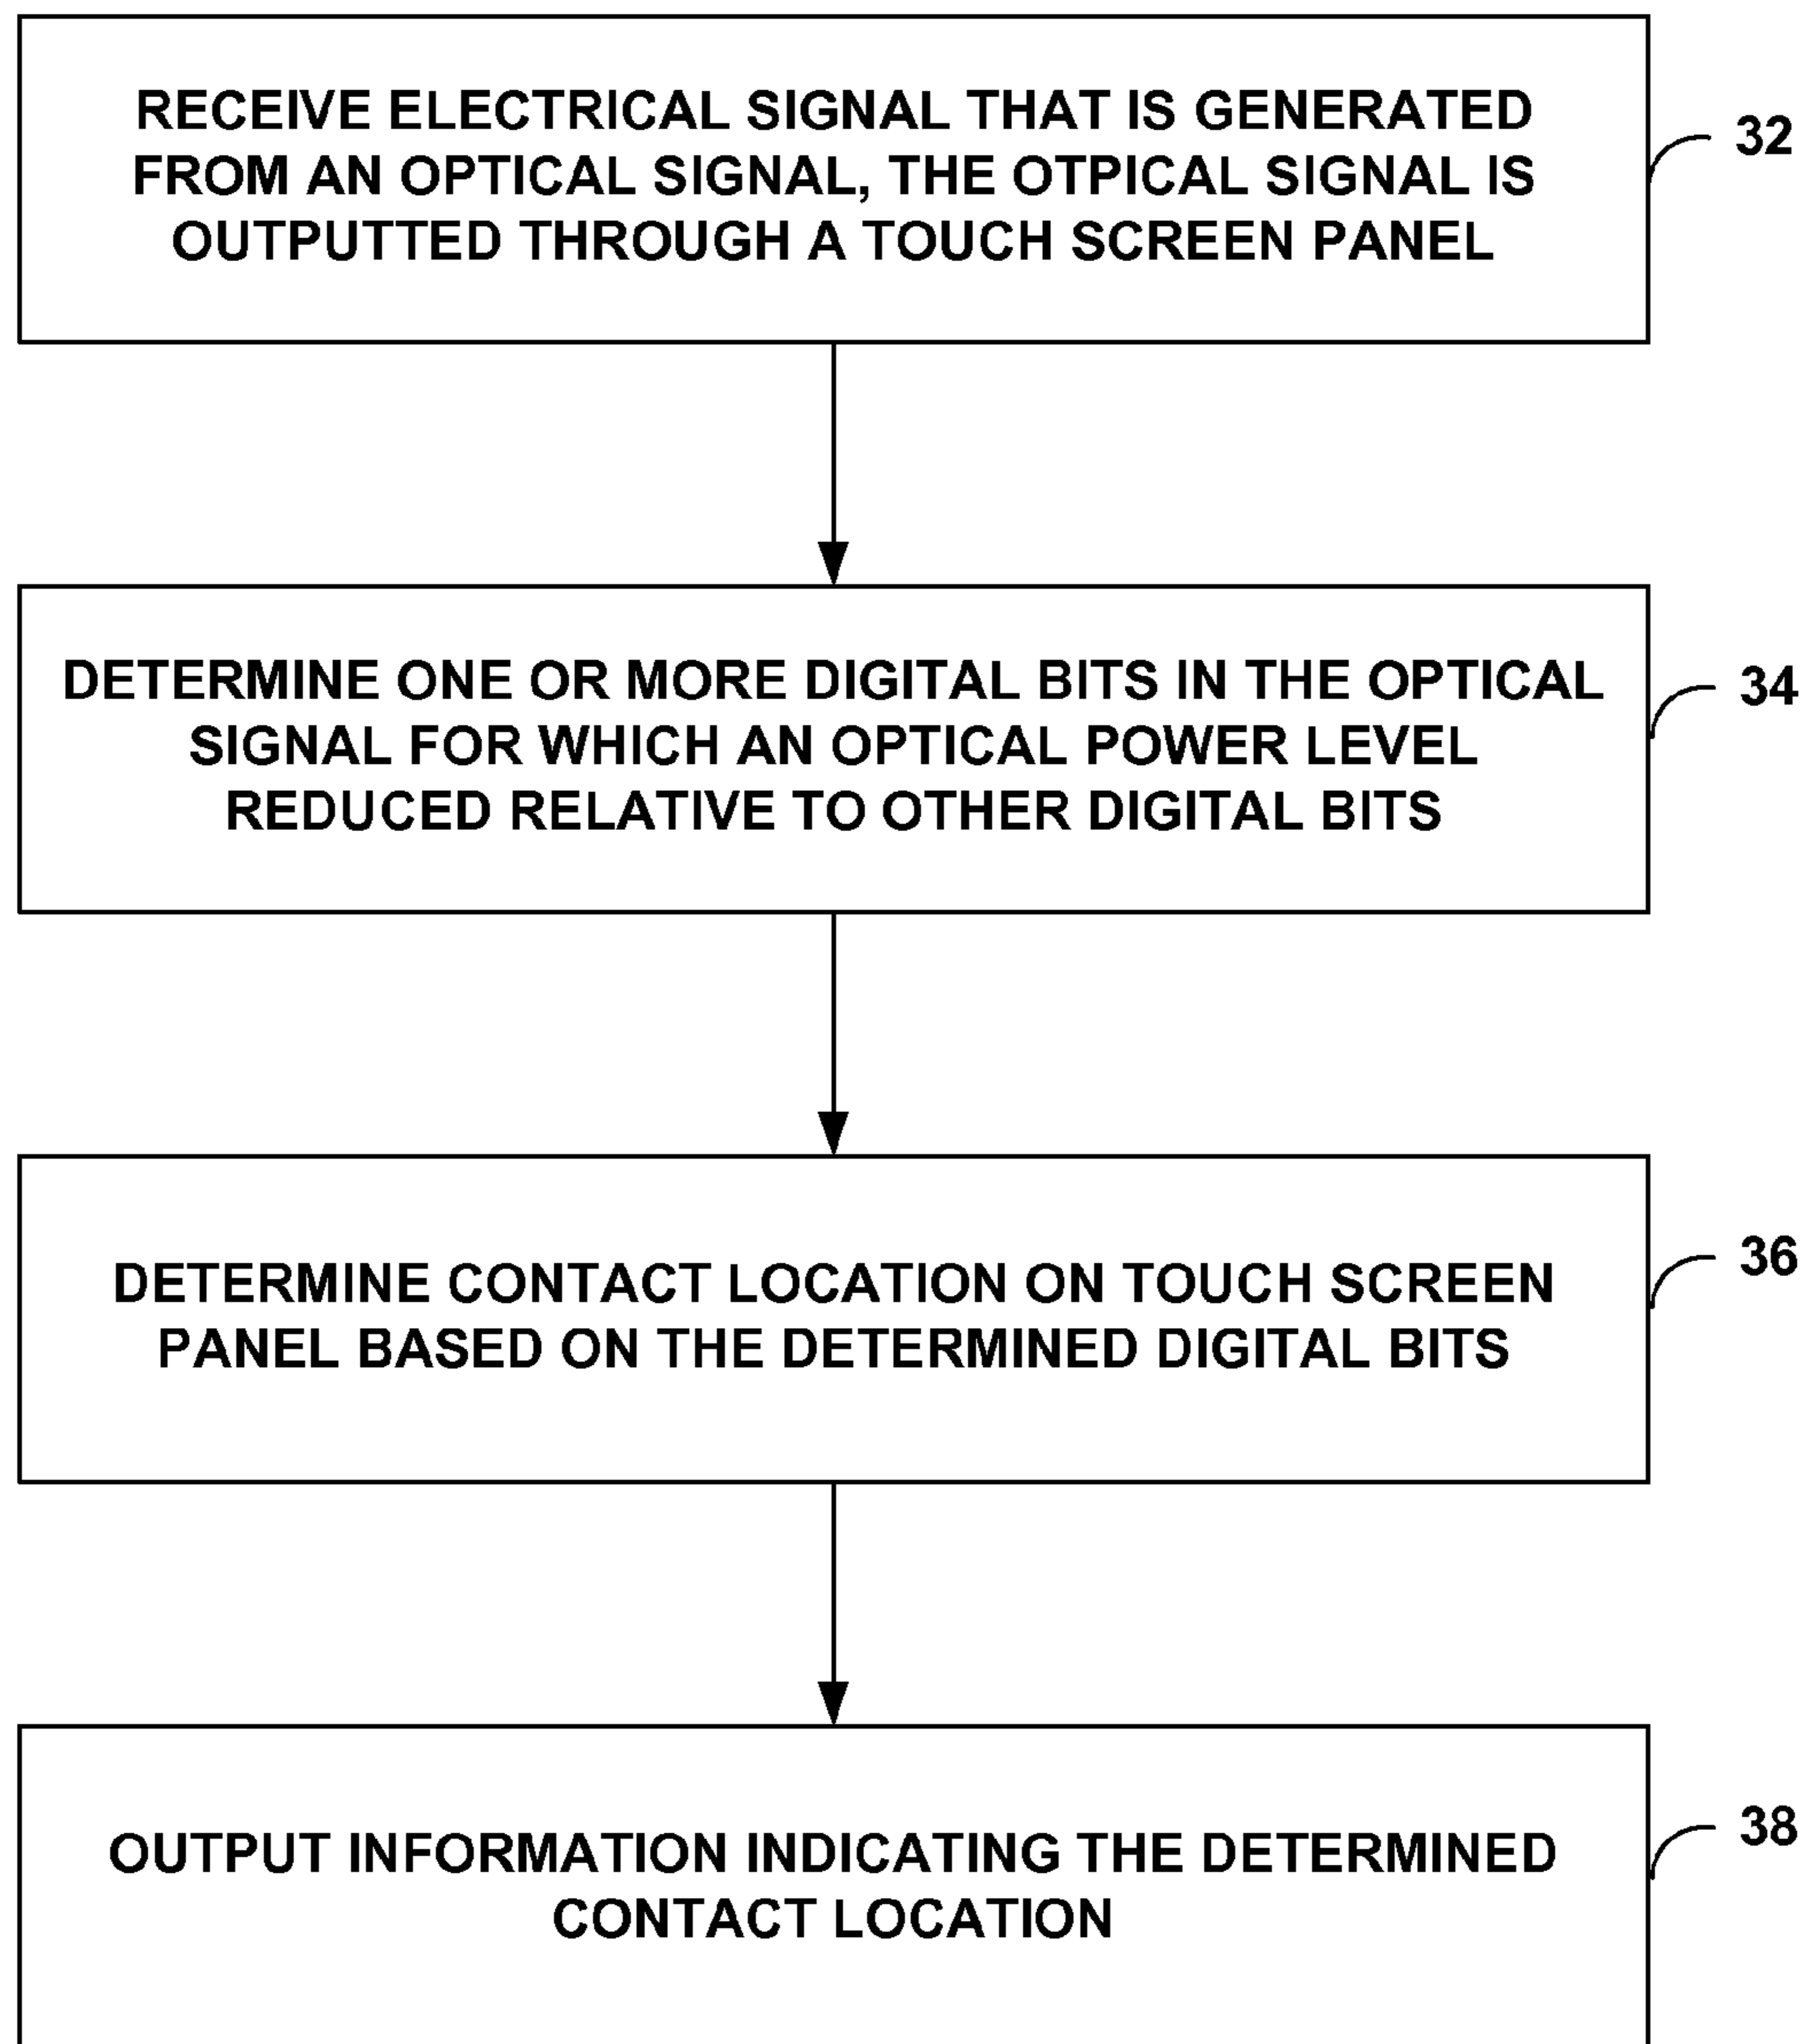 RECEIVE ELECTRICAL SIGNAL THAT IS GENERATED
FROM AN OPTICAL SIGNAL, THE OTPICAL SIGNAL IS
OUTPUTTED THROUGH A TOUCH SCREEN PANEL
32
DETERMINE ONE OR MORE DIGITAL BITS IN THE OPTICAL
SIGNAL FOR WHICH AN OPTICAL POWER LEVEL
REDUCED RELATIVE TO OTHER DIGITAL BITS
34
DETERMINE CONTACT LOCATION ON TOUCH SCREEN
PANEL BASED ON THE DETERMINED DIGITAL BITS
36
OUTPUT INFORMATION INDICATING THE DETERMINED
CONTACT LOCATION
38